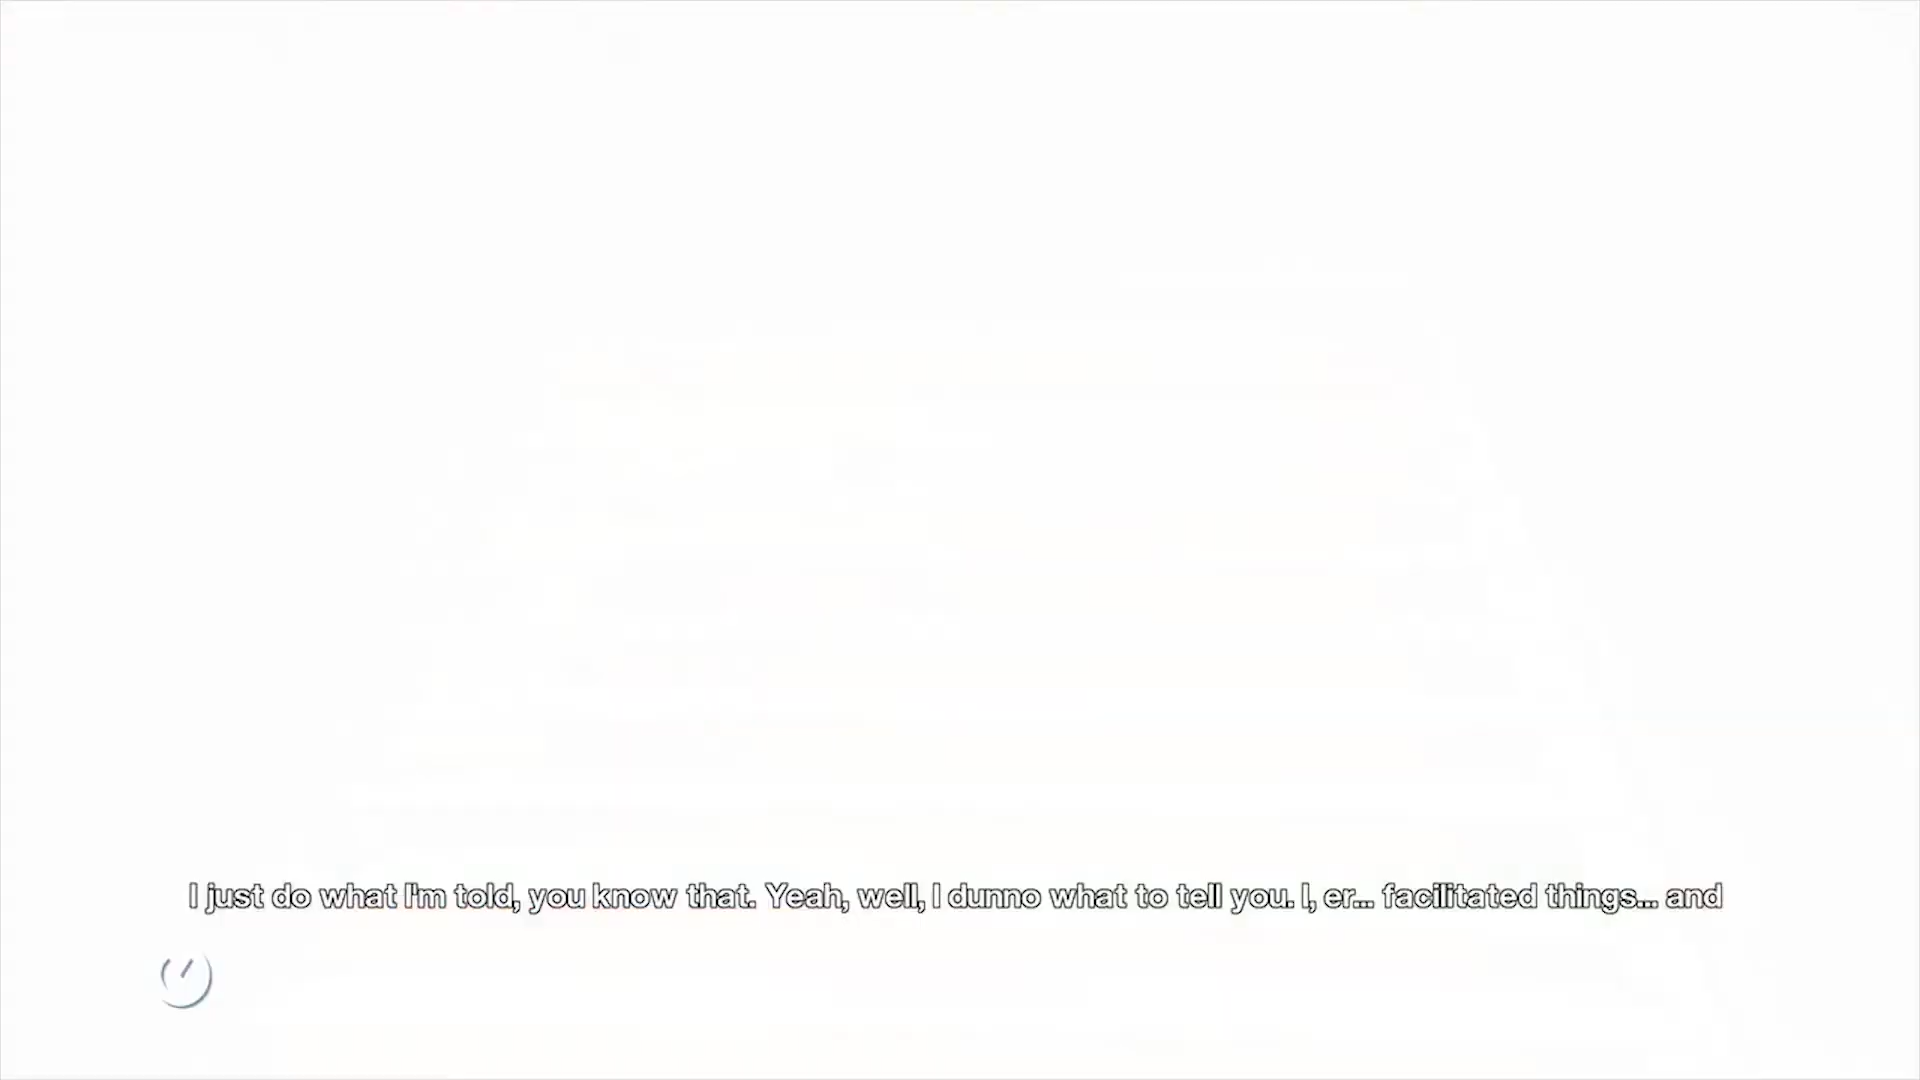 I just do what I'm told, you know that. Yeah, well, I dunno what to tell you. I, er... facilitated things... and